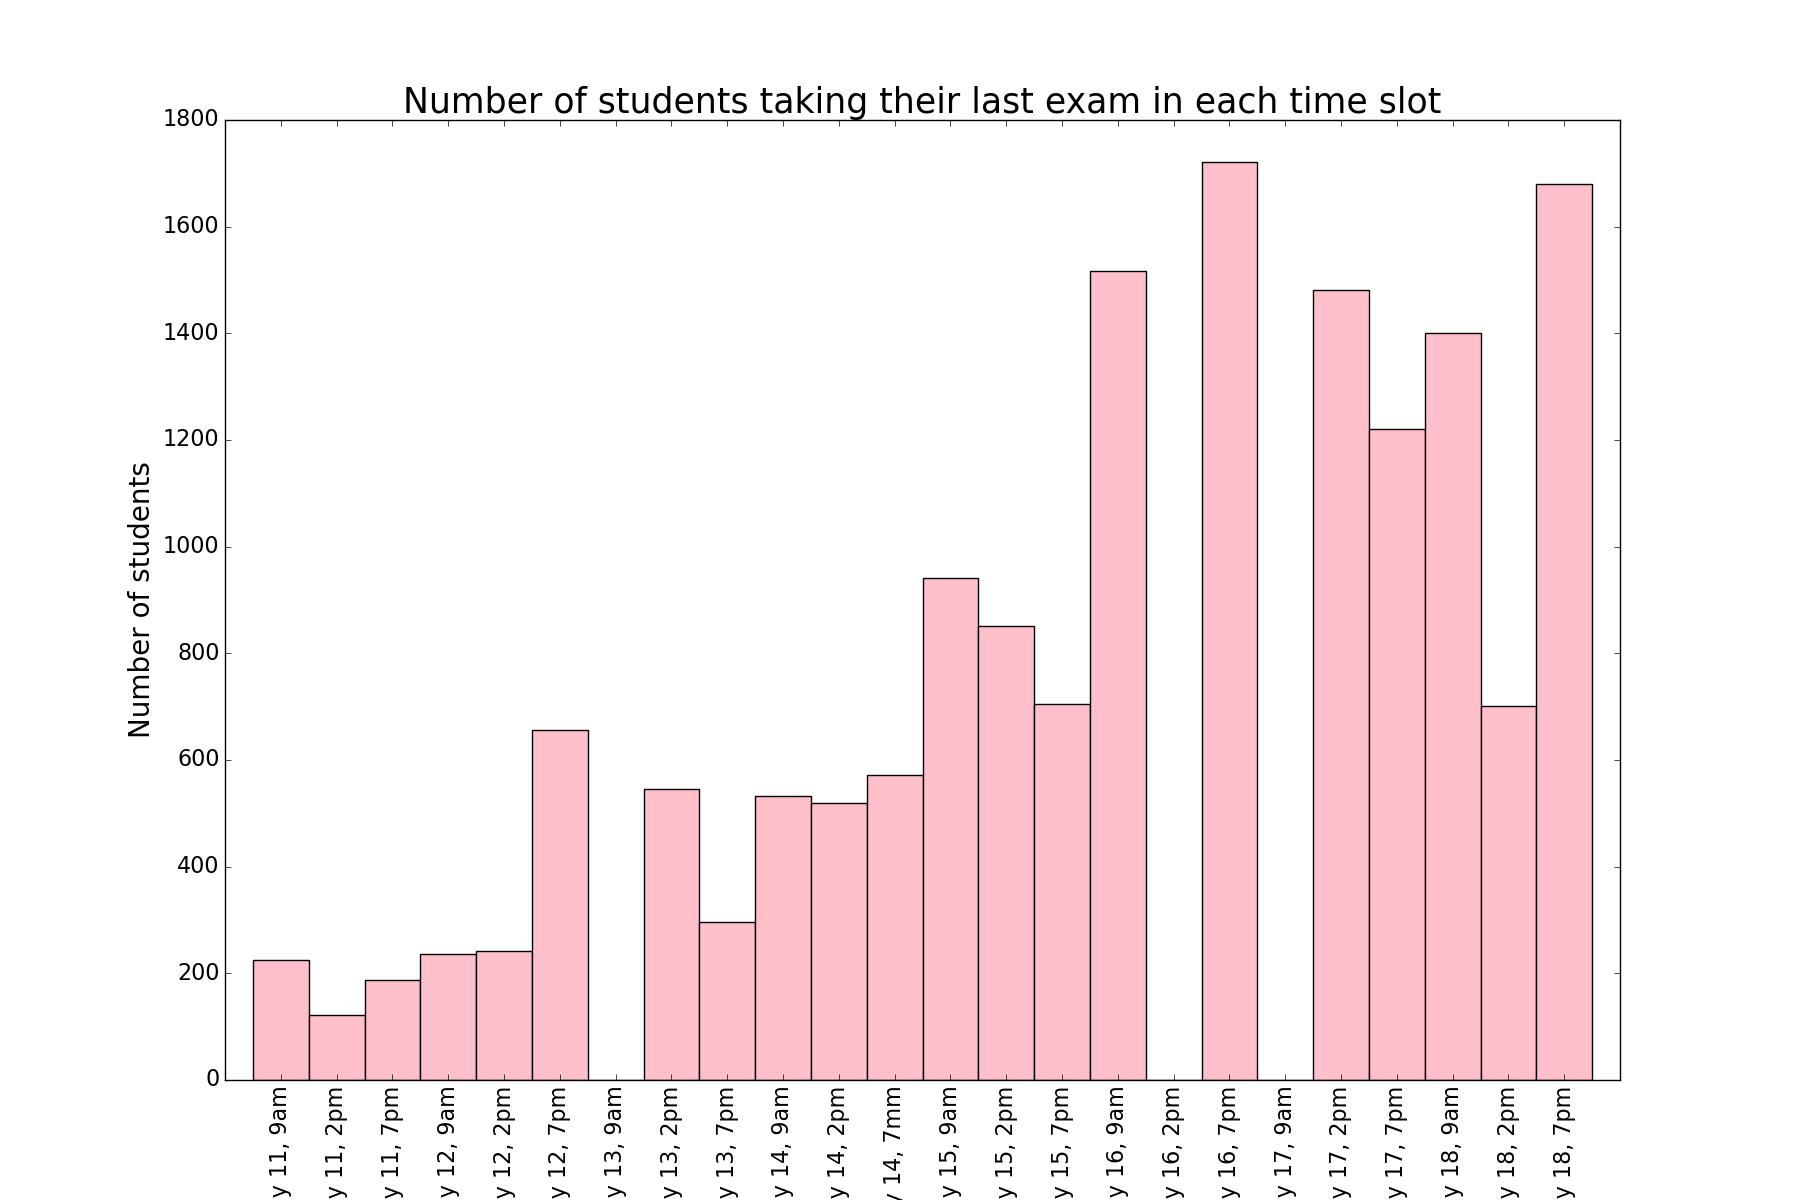 Number of students taking their last exam in each time slot
1800
1600
1400
1200
1000
800
600
400
200
0
Number of students
y 11, 9am
y 11, 2pm
y 11, 7pm
y 12, 9am
y 12, 2pm
y 12, 7pm
y 13, 9am
y 13, 2pm
y 13, 7pm
y 14, 9am
y 14, 2pm
y 14, 7mm
y 15, 9am
y 15, 2pm
y 15, 7pm
y 16, 9am
y 16, 2pm
y 16, 7pm
y 17, 9am
y 17, 2pm
y 17, 7pm
y 18, 9am
y 18, 2pm
y 18, 7pm